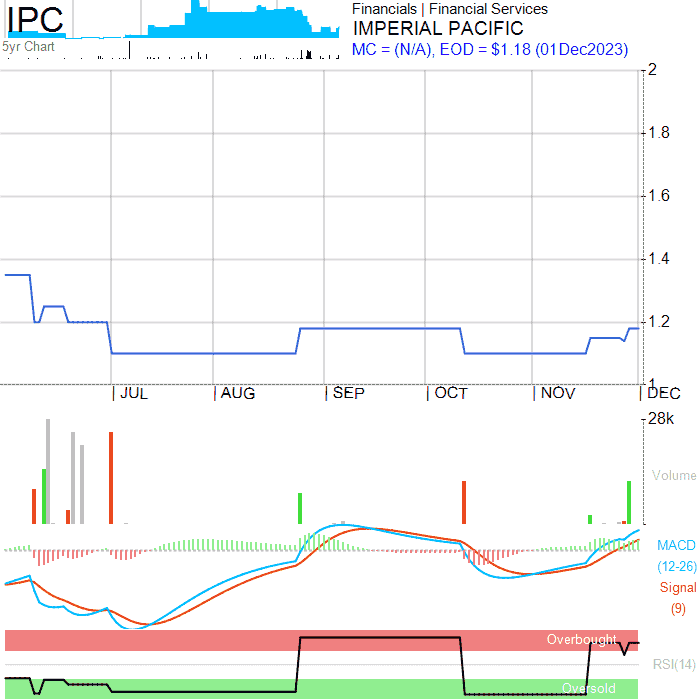 IPC
5yr Chart
Financials | Financial Services
IMPERIAL PACIFIC
MC = (N/A), EOD = $1.18 (01Dec2023)
2
1.8
1.6
1.4
1.2
1
JUL AUG SEP OCT NOV DEC
28k
Volume
MACD
(12-26)
Signal
(9)
Overbought
RSI(14)
Oversold